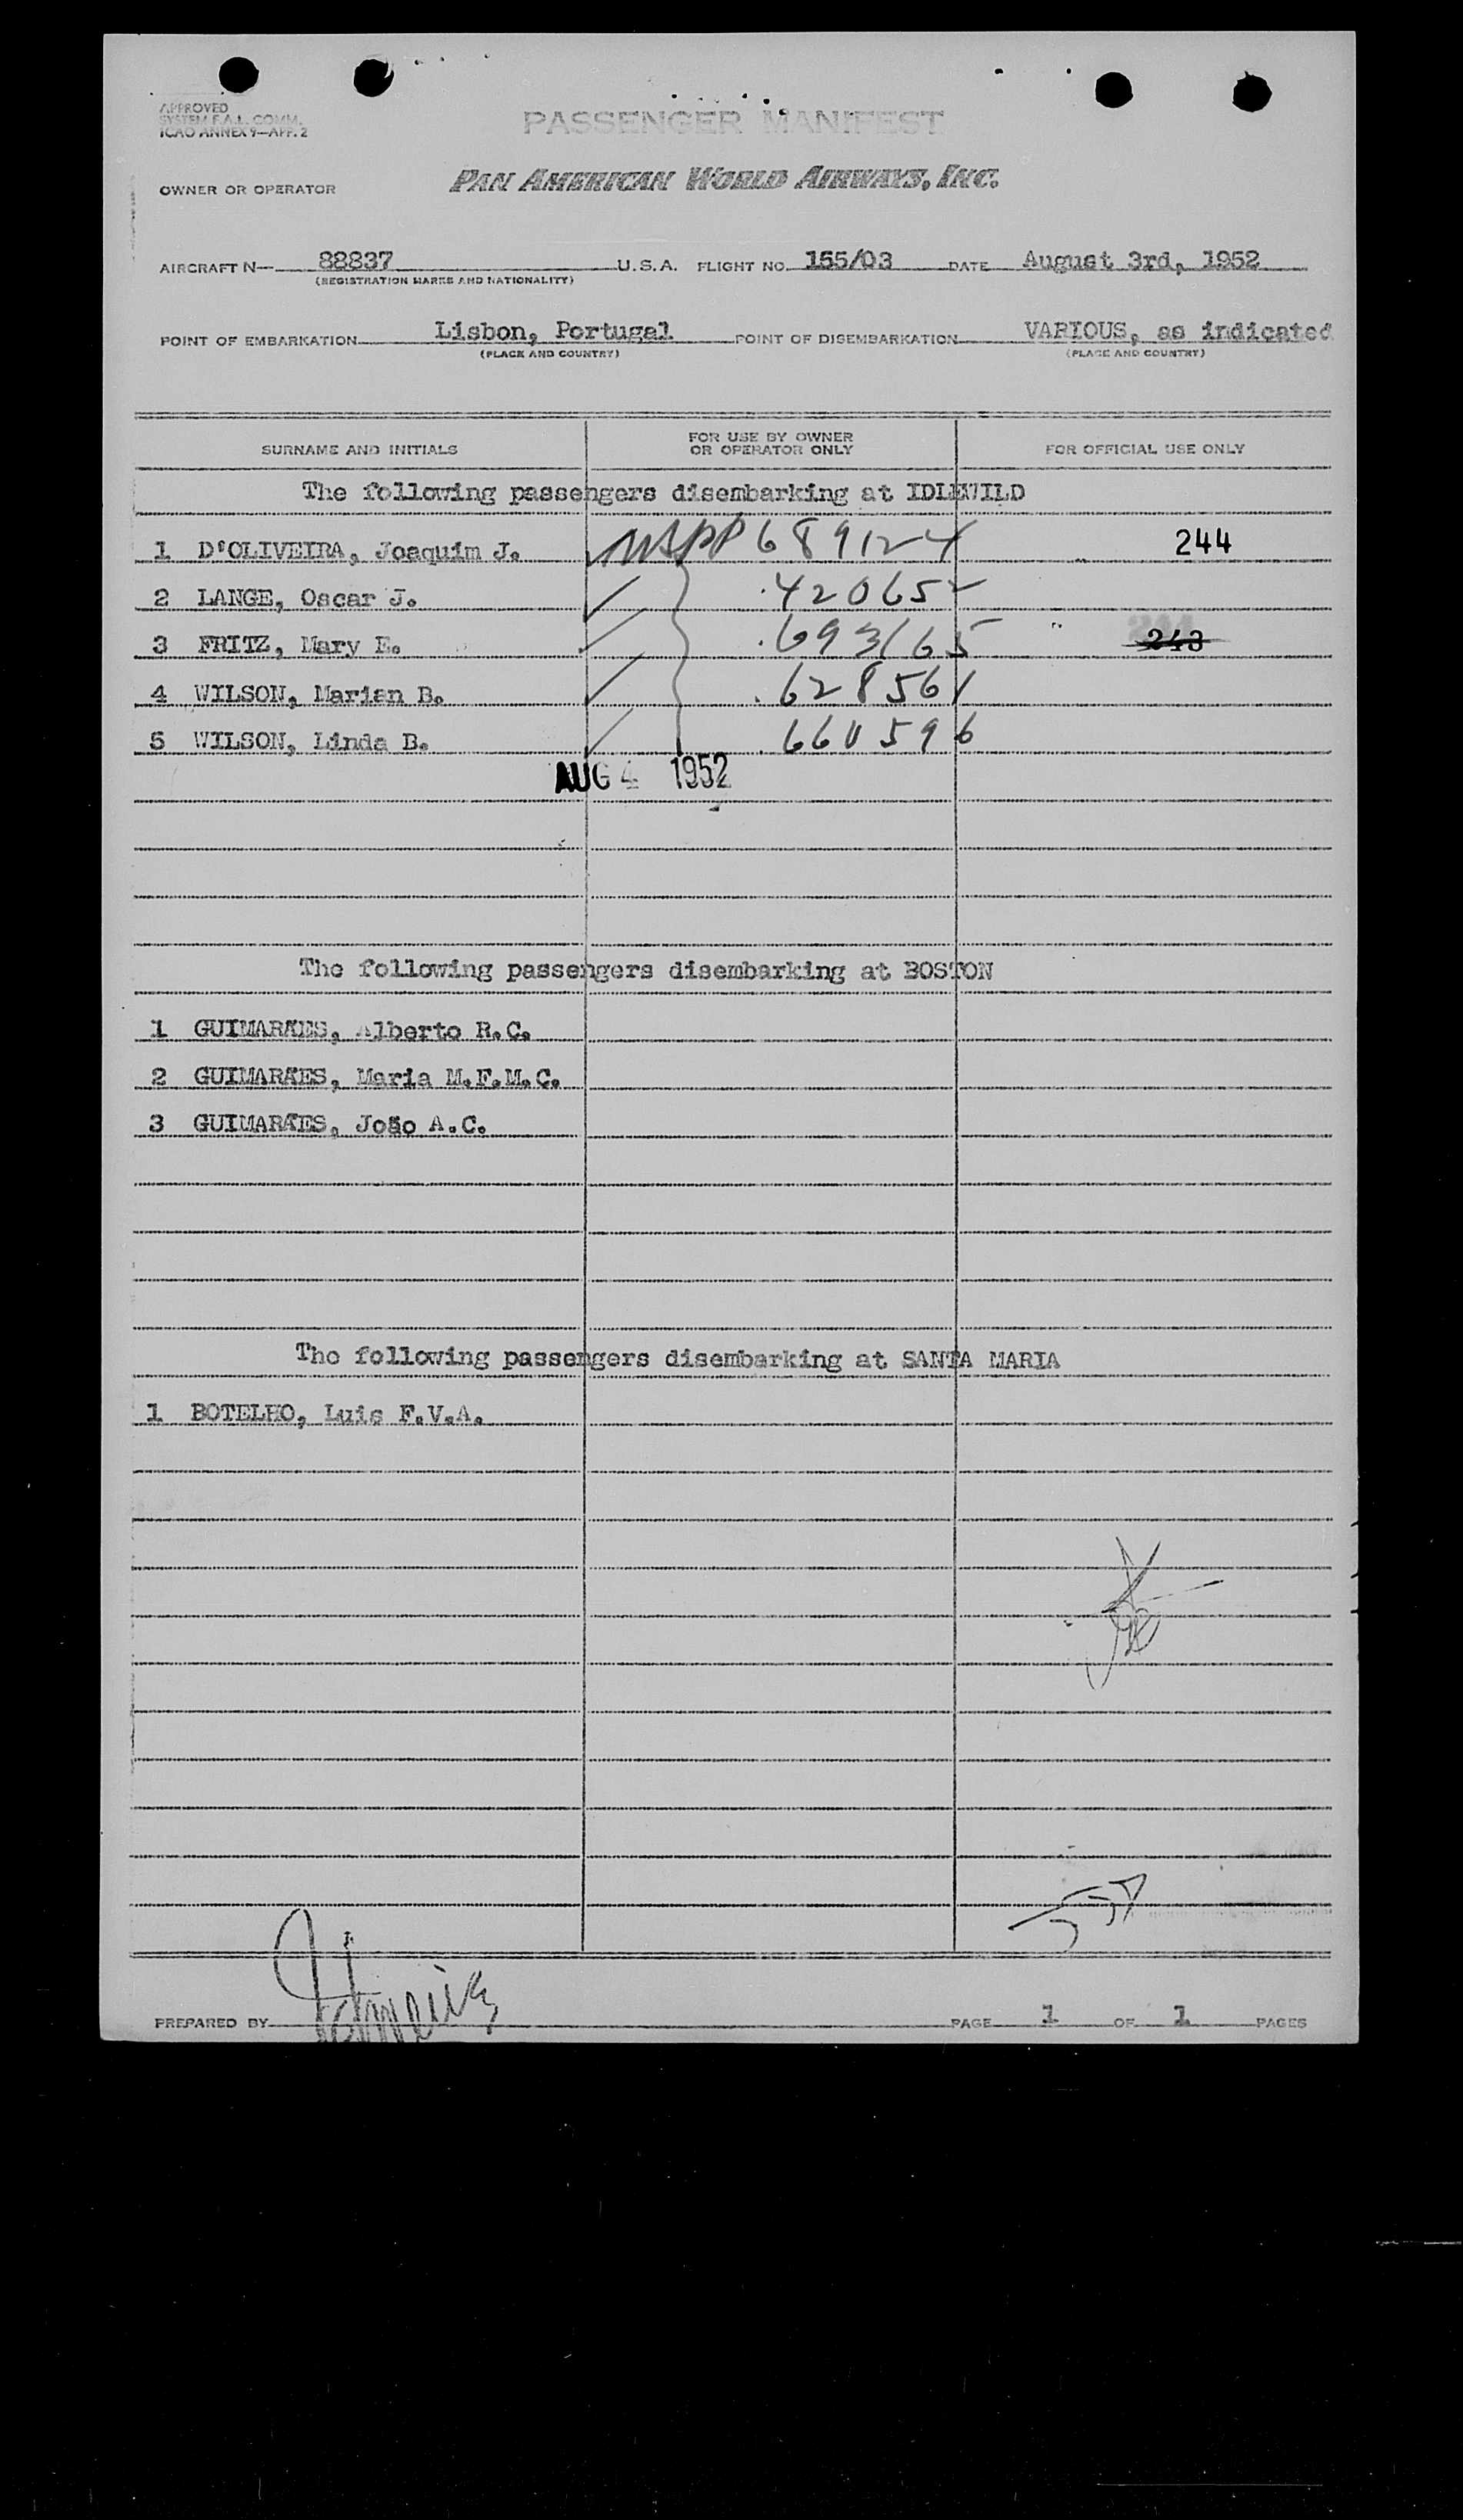 APPROVED
SYSTEM F.A.L. COMM.
ICAO ANNEX 9—APP. 2
PASSENGER MANIFEST
OWNER OR OPERATOR PAN AMERICAN WORLD AIRWAYS, INC.
AIRCRAFT N— 88837 U.S.A. FLIGHT NO. 155/03 DATE August 3rd, 1952
(REGISTRATION MARKS AND NATIONALITY)
POINT OF EMBARKATION Lisbon, Portugal POINT OF DISEMBARKATION VARIOUS, as indicated
(PLACE AND COUNTRY) (PLACE AND COUNTRY)
SURNAME AND INITIALS FOR USE BY OWNER OR OPERATOR ONLY FOR OFFICIAL USE ONLY
The following passengers disembarking at IDLEWILD
1 D'OLIVEIRA, Joaquim J. USPP 689124 244
2 LANGE, Oscar J. 420652
3 FRITZ, Mary E. 693165 243
4 WILSON, Marian B. 628561
5 WILSON, Linda B. 660596
AUG 4 1952
The following passengers disembarking at BOSTON
1 GUIMARÃES, Alberto R.C.
2 GUIMARÃES, Maria M.F.M.C.
3 GUIMARÃES, João A.C.
The following passengers disembarking at SANTA MARIA
1 BOTELHO, Luis F.V.A.
PREPARED BY PAGE 1 OF 1 PAGES